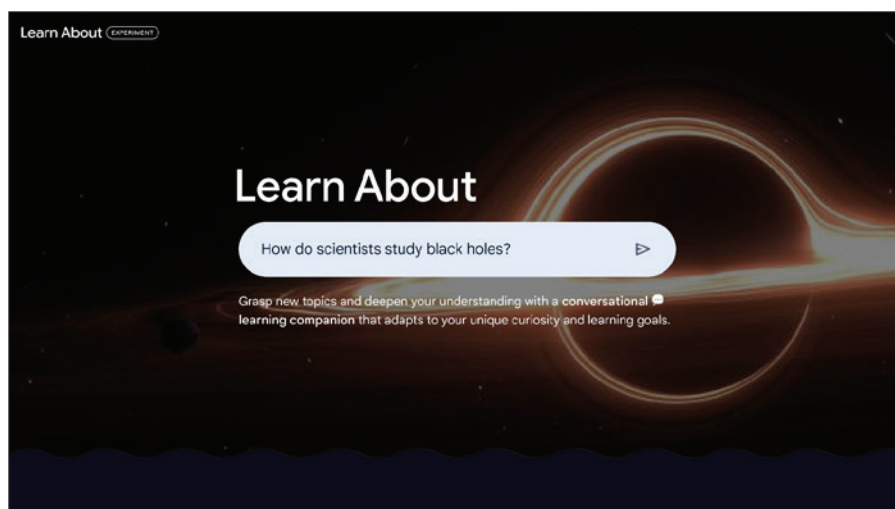 Learn About EXPERIMENT
Learn About
How do scientists study black holes?
Grasp new topics and deepen your understanding with a conversational
learning companion that adapts to your unique curiosity and learning goals.